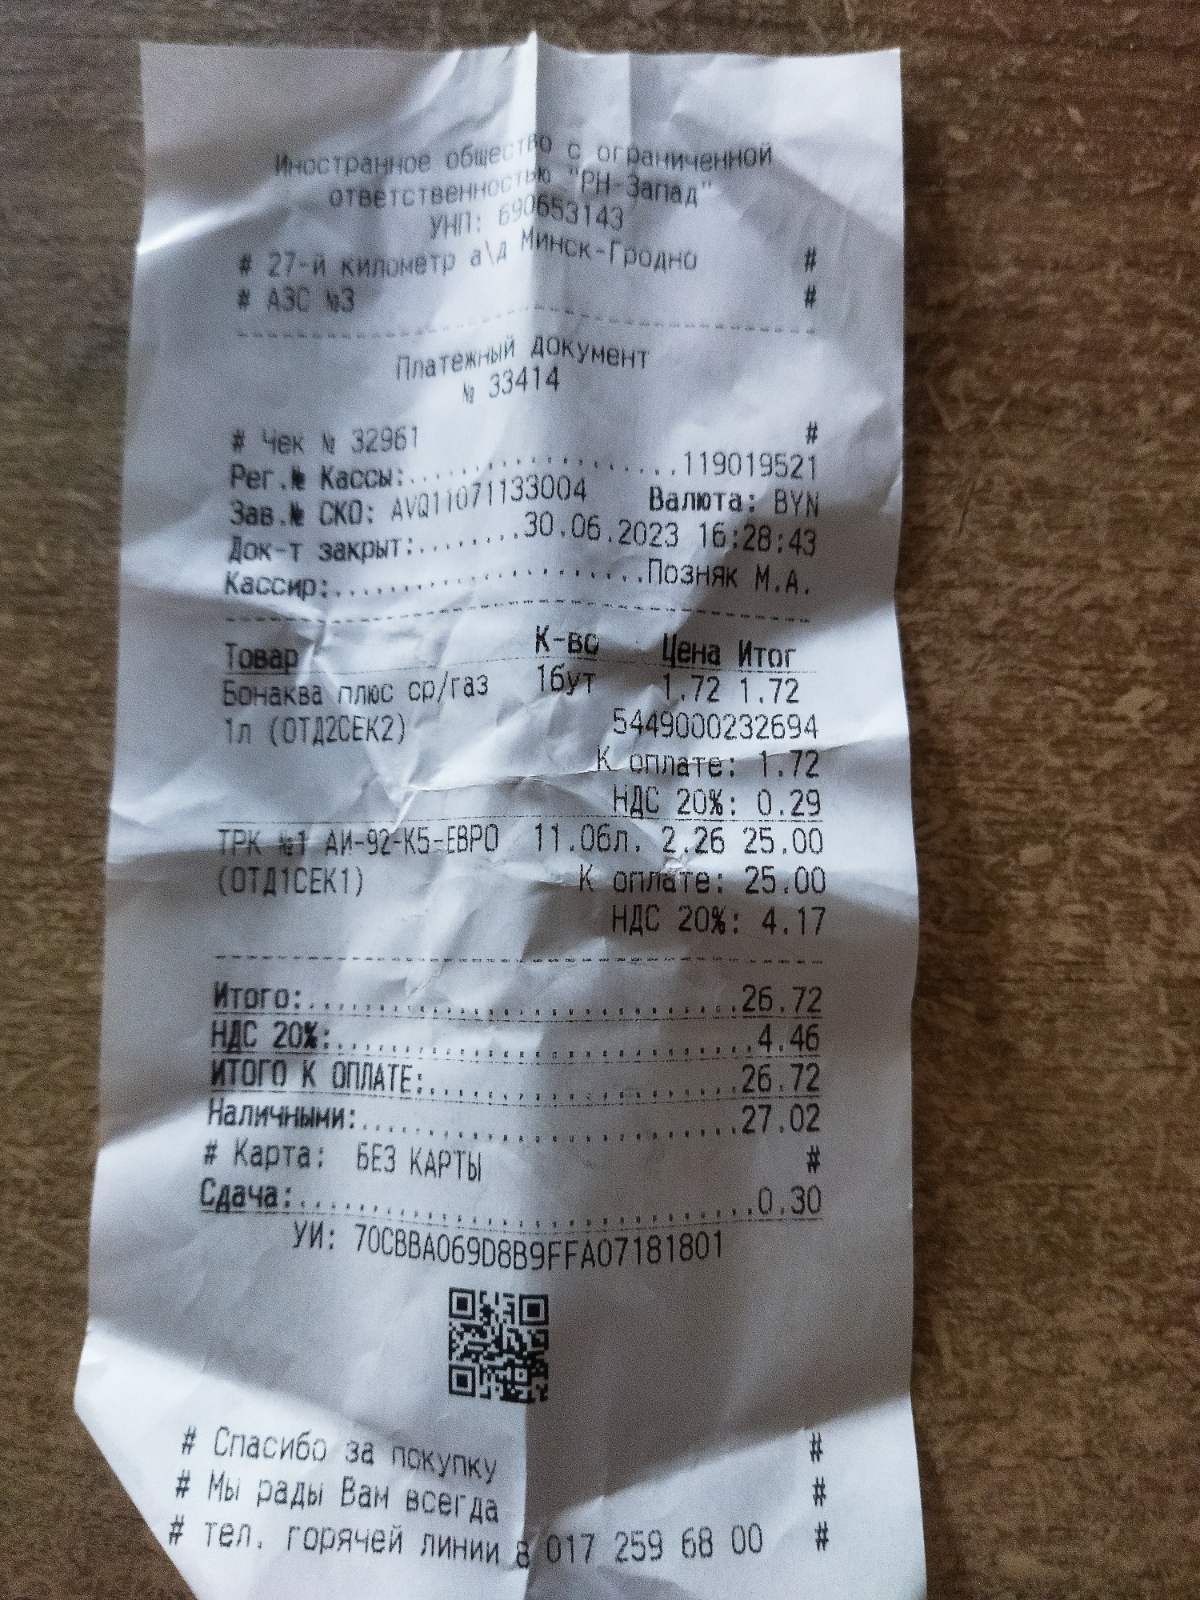 Иностранное общество с ограниченной
ответственностью "РН-Запад"
УНП: 690653143
# 27-й километр а\д Минск-Гродно #
# АЗС №3 #
Платежный документ
№ 33414
# Чек № 32961 #
Рег.№ Кассы:...................119019521
Зав.№ СКО: AVQ11071133004 Валюта: BYN
Док-т закрыт:........30.06.2023 16:28:43
Кассир:.....................Позняк М.А.
Товар К-во Цена Итог
Бонаква плюс ср/газ 1бут 1.72 1.72
1л (ОТД2СЕК2) 5449000232694
К оплате: 1.72
НДС 20%: 0.29
ТРК №1 АИ-92-К5-ЕВРО 11.06л. 2.26 25.00
(ОТД1СЕК1) К оплате: 25.00
НДС 20%: 4.17
Итого:............................26.72
НДС 20%:...........................4.46
ИТОГО К ОПЛАТЕ:....................26.72
Наличными:........................27.02
# Карта: БЕЗ КАРТЫ #
Сдача:.............................0.30
УИ: 70CBBA069D8B9FFA07181801
# Спасибо за покупку #
# Мы рады Вам всегда #
# тел. горячей линии 8 017 259 68 00 #